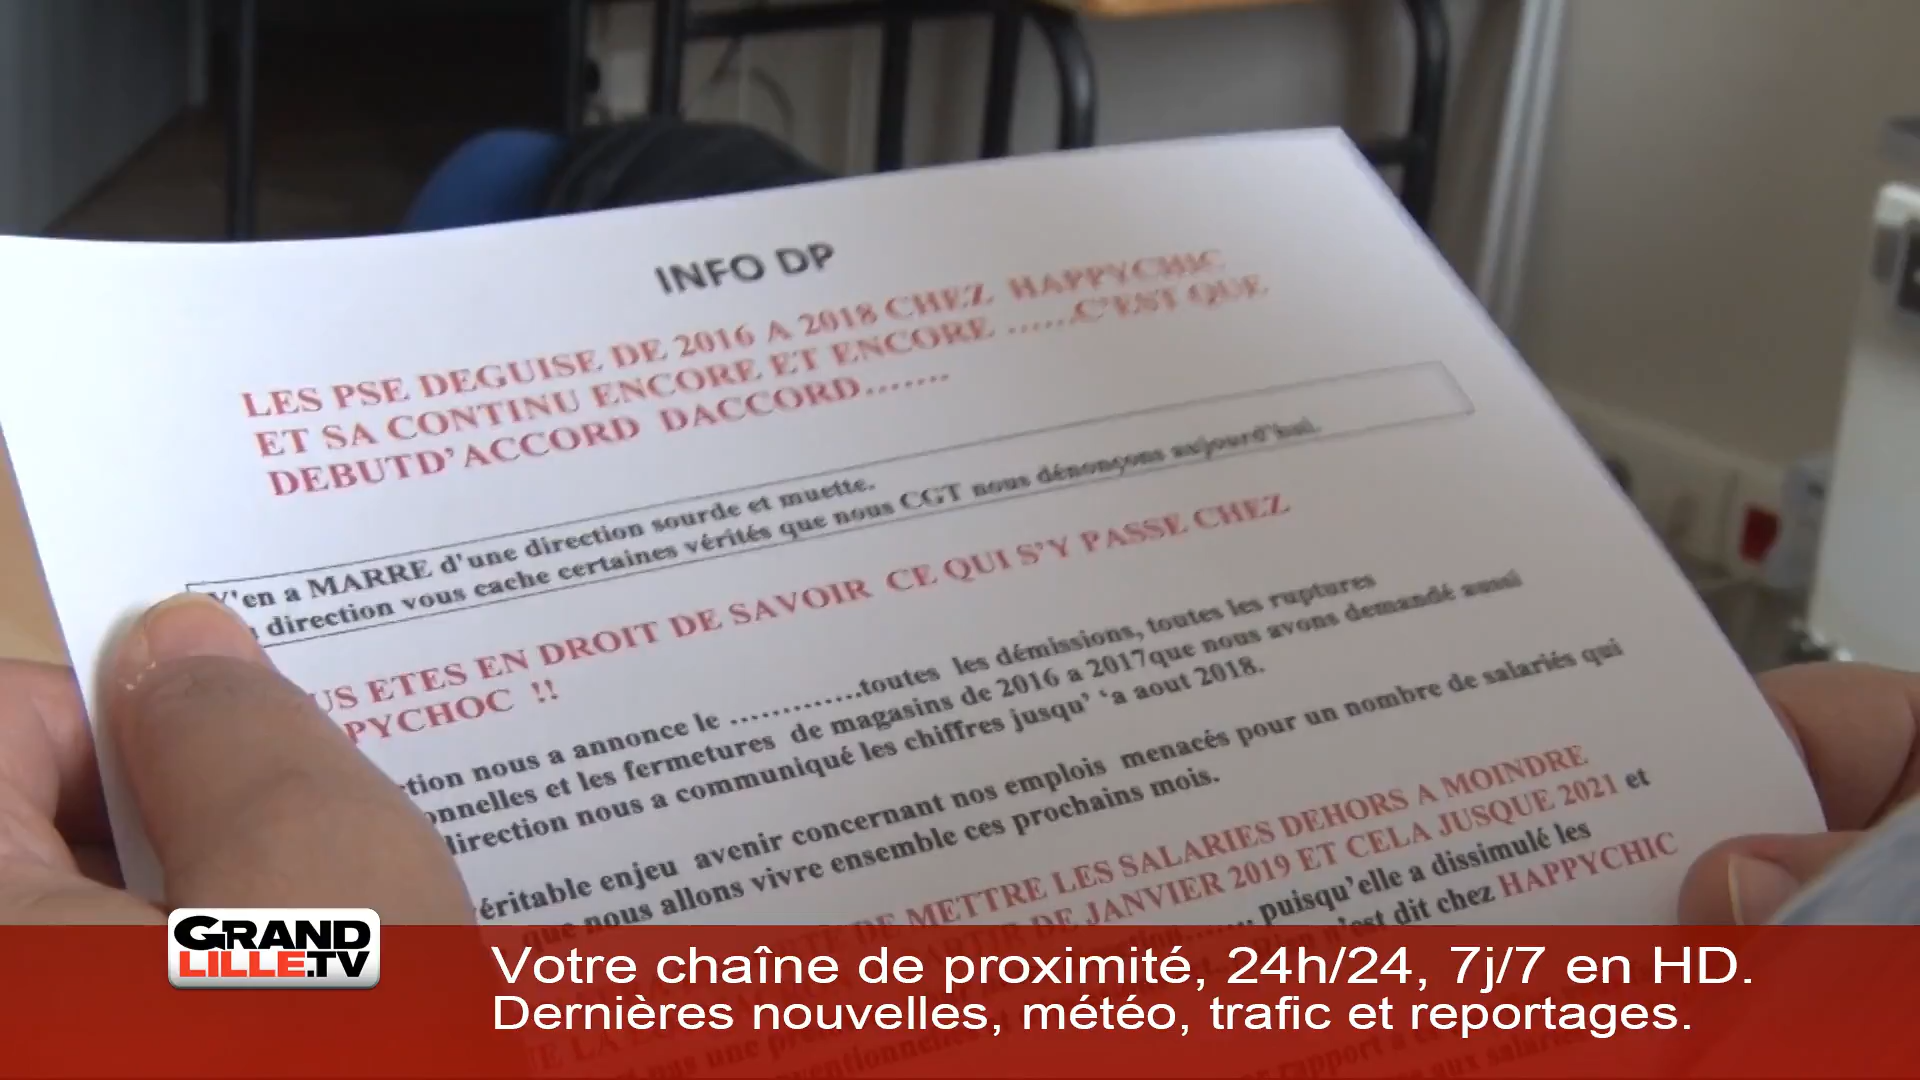 INFO DP
LES PSE DEGUISE DE 2016 A 2018 CHEZ HAPPYCHIC
ET SA CONTINU ENCORE ET ENCORE ......C'EST QUE
DEBUTD'ACCORD DACCORD.......
Y'en a MARRE d'une direction sourde et muette.
direction vous cache certaines vérités que nous CGT nous dénonçons aujourd'hui.
US ETES EN DROIT DE SAVOIR CE QUI S'Y PASSE CHEZ
PYCHOC !!
ction nous a annonce le ............toutes les démissions, toutes les ruptures
onnelles et les fermetures de magasins de 2016 a 2017que nous avons demandé aussi
direction nous a communiqué les chiffres jusqu' 'a aout 2018.
éritable enjeu avenir concernant nos emplois menacés pour un nombre de salariés qui
que nous allons vivre ensemble ces prochains mois.
DE METTRE LES SALARIES DEHORS A MOINDRE
DE JANVIER 2019 ET CELA JUSQUE 2021 et
puisqu'elle a dissimulé les
n'est dit chez HAPPYCHIC
GRAND
LILLE.TV
Votre chaîne de proximité, 24h/24, 7j/7 en HD.
Dernières nouvelles, météo, trafic et reportages.